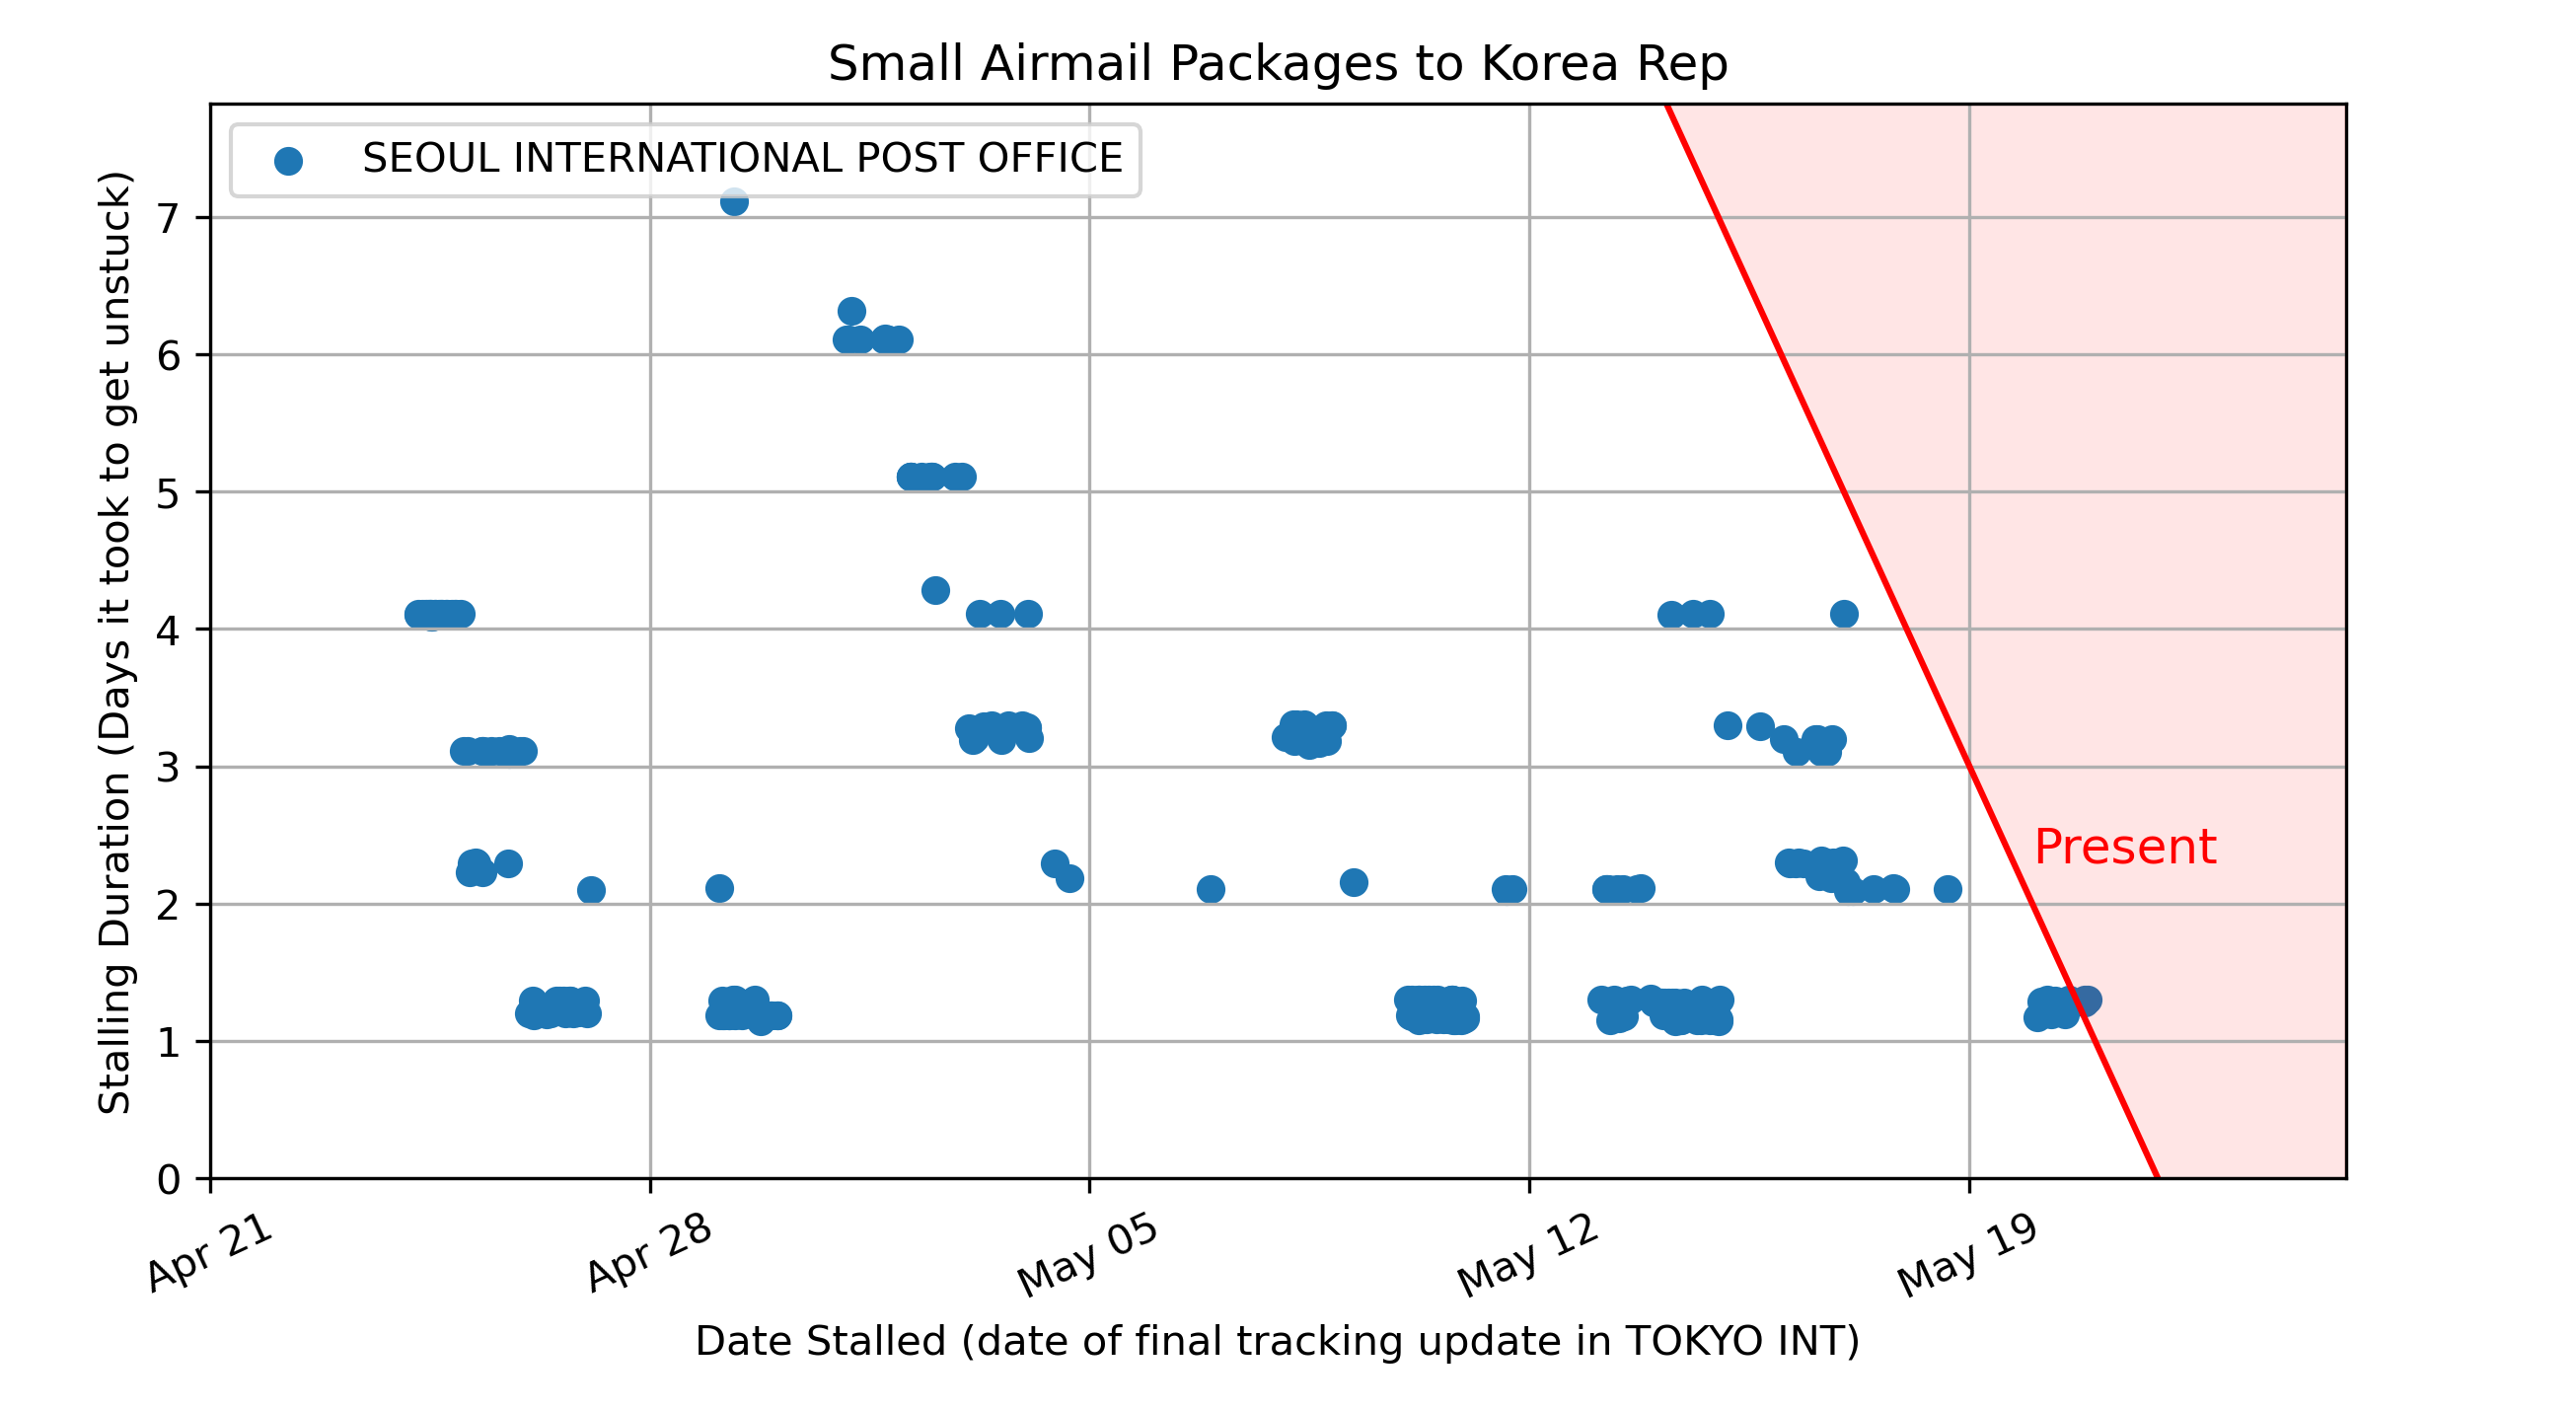 Small Airmail Packages to Korea Rep
SEOUL INTERNATIONAL POST OFFICE
Stalling Duration (Days it took to get unstuck)
7
6
5
4
3
2
1
0
Present
Apr 21
Apr 28
May 05
May 12
May 19
Date Stalled (date of final tracking update in TOKYO INT)